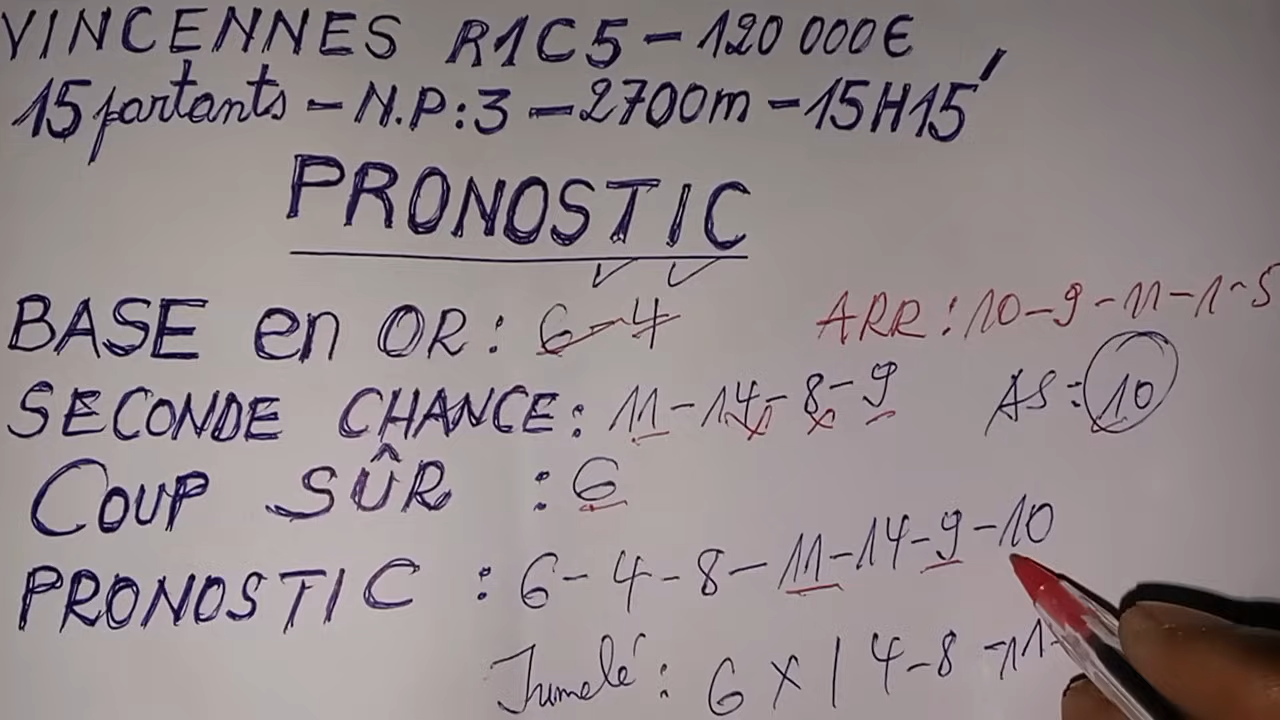 VINCENNES R1C5 - 120 000€
15 partants - N.P:3 - 2700m - 15H15'
PRONOSTIC
BASE en OR : 6-4
ARR : 10-9-11-1-5
SECONDE CHANCE : 11-14-8-9
AS : 10
COUP SÛR : 6
PRONOSTIC : 6-4-8-11-14-9-10
Jumelé : 6 X / 4-8-11-